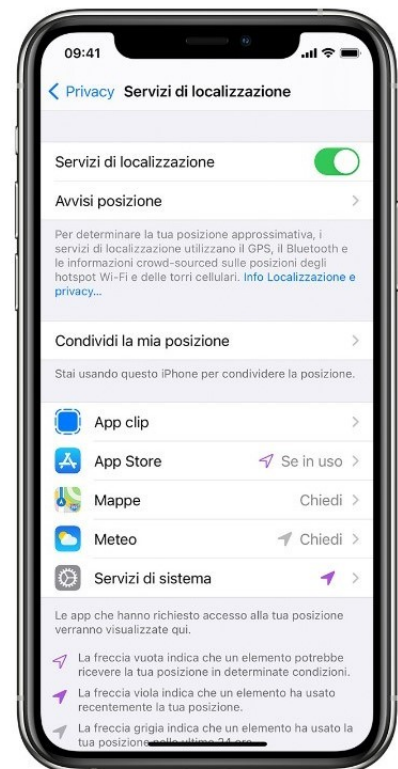 09:41
Privacy Servizi di localizzazione
Servizi di localizzazione
Avvisi posizione
Per determinare la tua posizione approssimativa, i
servizi di localizzazione utilizzano il GPS, il Bluetooth e
le informazioni crowd-sourced sulle posizioni degli
hotspot Wi-Fi e delle torri cellulari. Info Localizzazione e
privacy...
Condividi la mia posizione
Stai usando questo iPhone per condividere la posizione.
App clip
App Store Se in uso
Mappe Chiedi
Meteo Chiedi
Servizi di sistema
Le app che hanno richiesto accesso alla tua posizione
verranno visualizzate qui.
La freccia vuota indica che un elemento potrebbe
ricevere la tua posizione in determinate condizioni.
La freccia viola indica che un elemento ha usato
recentemente la tua posizione.
La freccia grigia indica che un elemento ha usato la
tua posizione nelle ultime 24 ore.